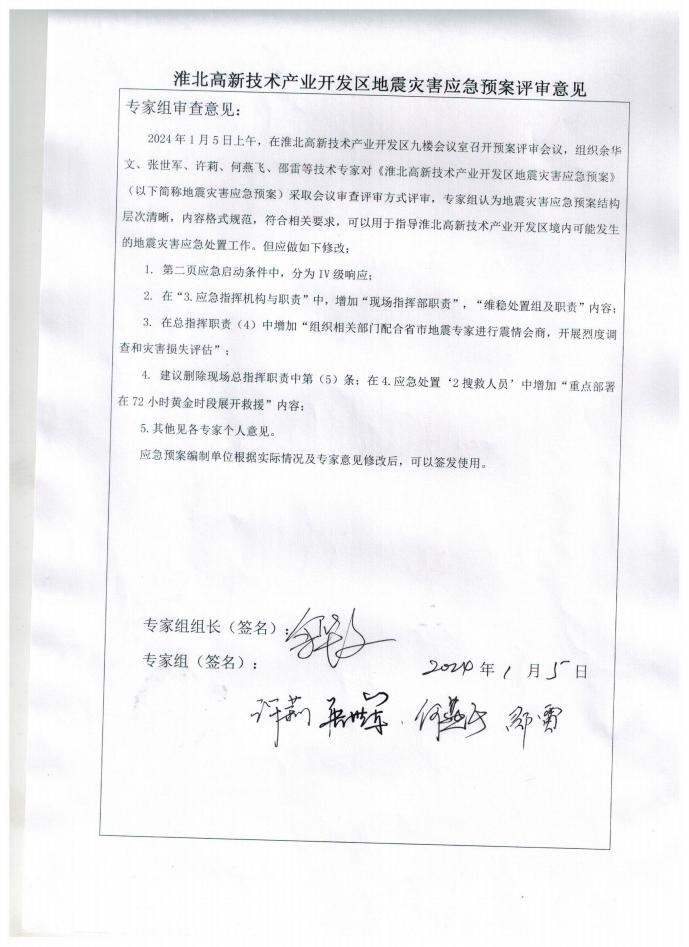 淮北高新技术产业开发区地震灾害应急预案评审意见
专家组审查意见：
2024年1月5日上午，在淮北高新技术产业开发区九楼会议室召开预案评审会议，组织余华
文、张世军、许莉、何燕飞、邵雷等技术专家对《淮北高新技术产业开发区地震灾害应急预案》
（以下简称地震灾害应急预案）采取会议审查评审方式评审，专家组认为地震灾害应急预案结构
层次清晰，内容格式规范，符合相关要求，可以用于指导淮北高新技术产业开发区境内可能发生
的地震灾害应急处置工作。但应做如下修改：
1. 第二页应急启动条件中，分为IV级响应；
2. 在“3.应急指挥机构与职责”中，增加“现场指挥部职责”，“维稳处置组及职责”内容；
3. 在总指挥职责（4）中增加“组织相关部门配合省市地震专家进行震情会商，开展烈度调
查和灾害损失评估”；
4. 建议删除现场总指挥职责中第（5）条；在4.应急处置‘2搜救人员’中增加“重点部署
在72小时黄金时段展开救援”内容；
5.其他见各专家个人意见。
应急预案编制单位根据实际情况及专家意见修改后，可以签发使用。
专家组组长（签名）：余华文
专家组（签名）：
2024年1月5日
许莉 张世军、何燕飞 邵雷